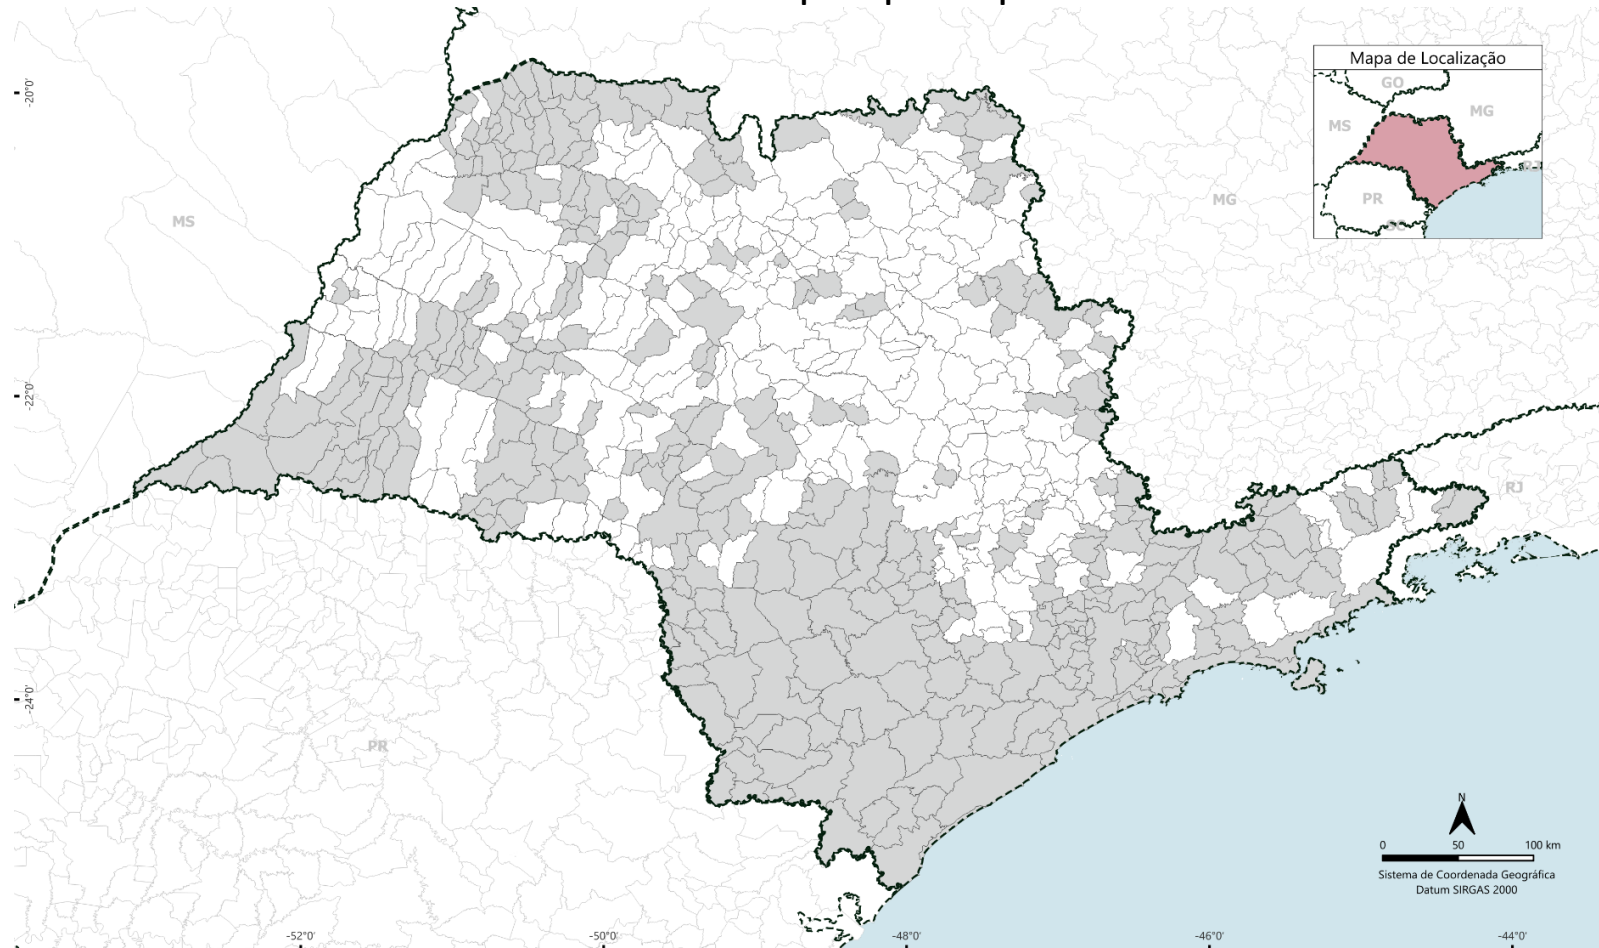 Mapa de Localização
GO
MG
MS
RJ
PR
-20°0'
MS
MG
-22°0'
RJ
-24°0'
PR
N
0 50 100 km
Sistema de Coordenada Geográfica
Datum SIRGAS 2000
-52°0' -50°0' -48°0' -46°0' -44°0'